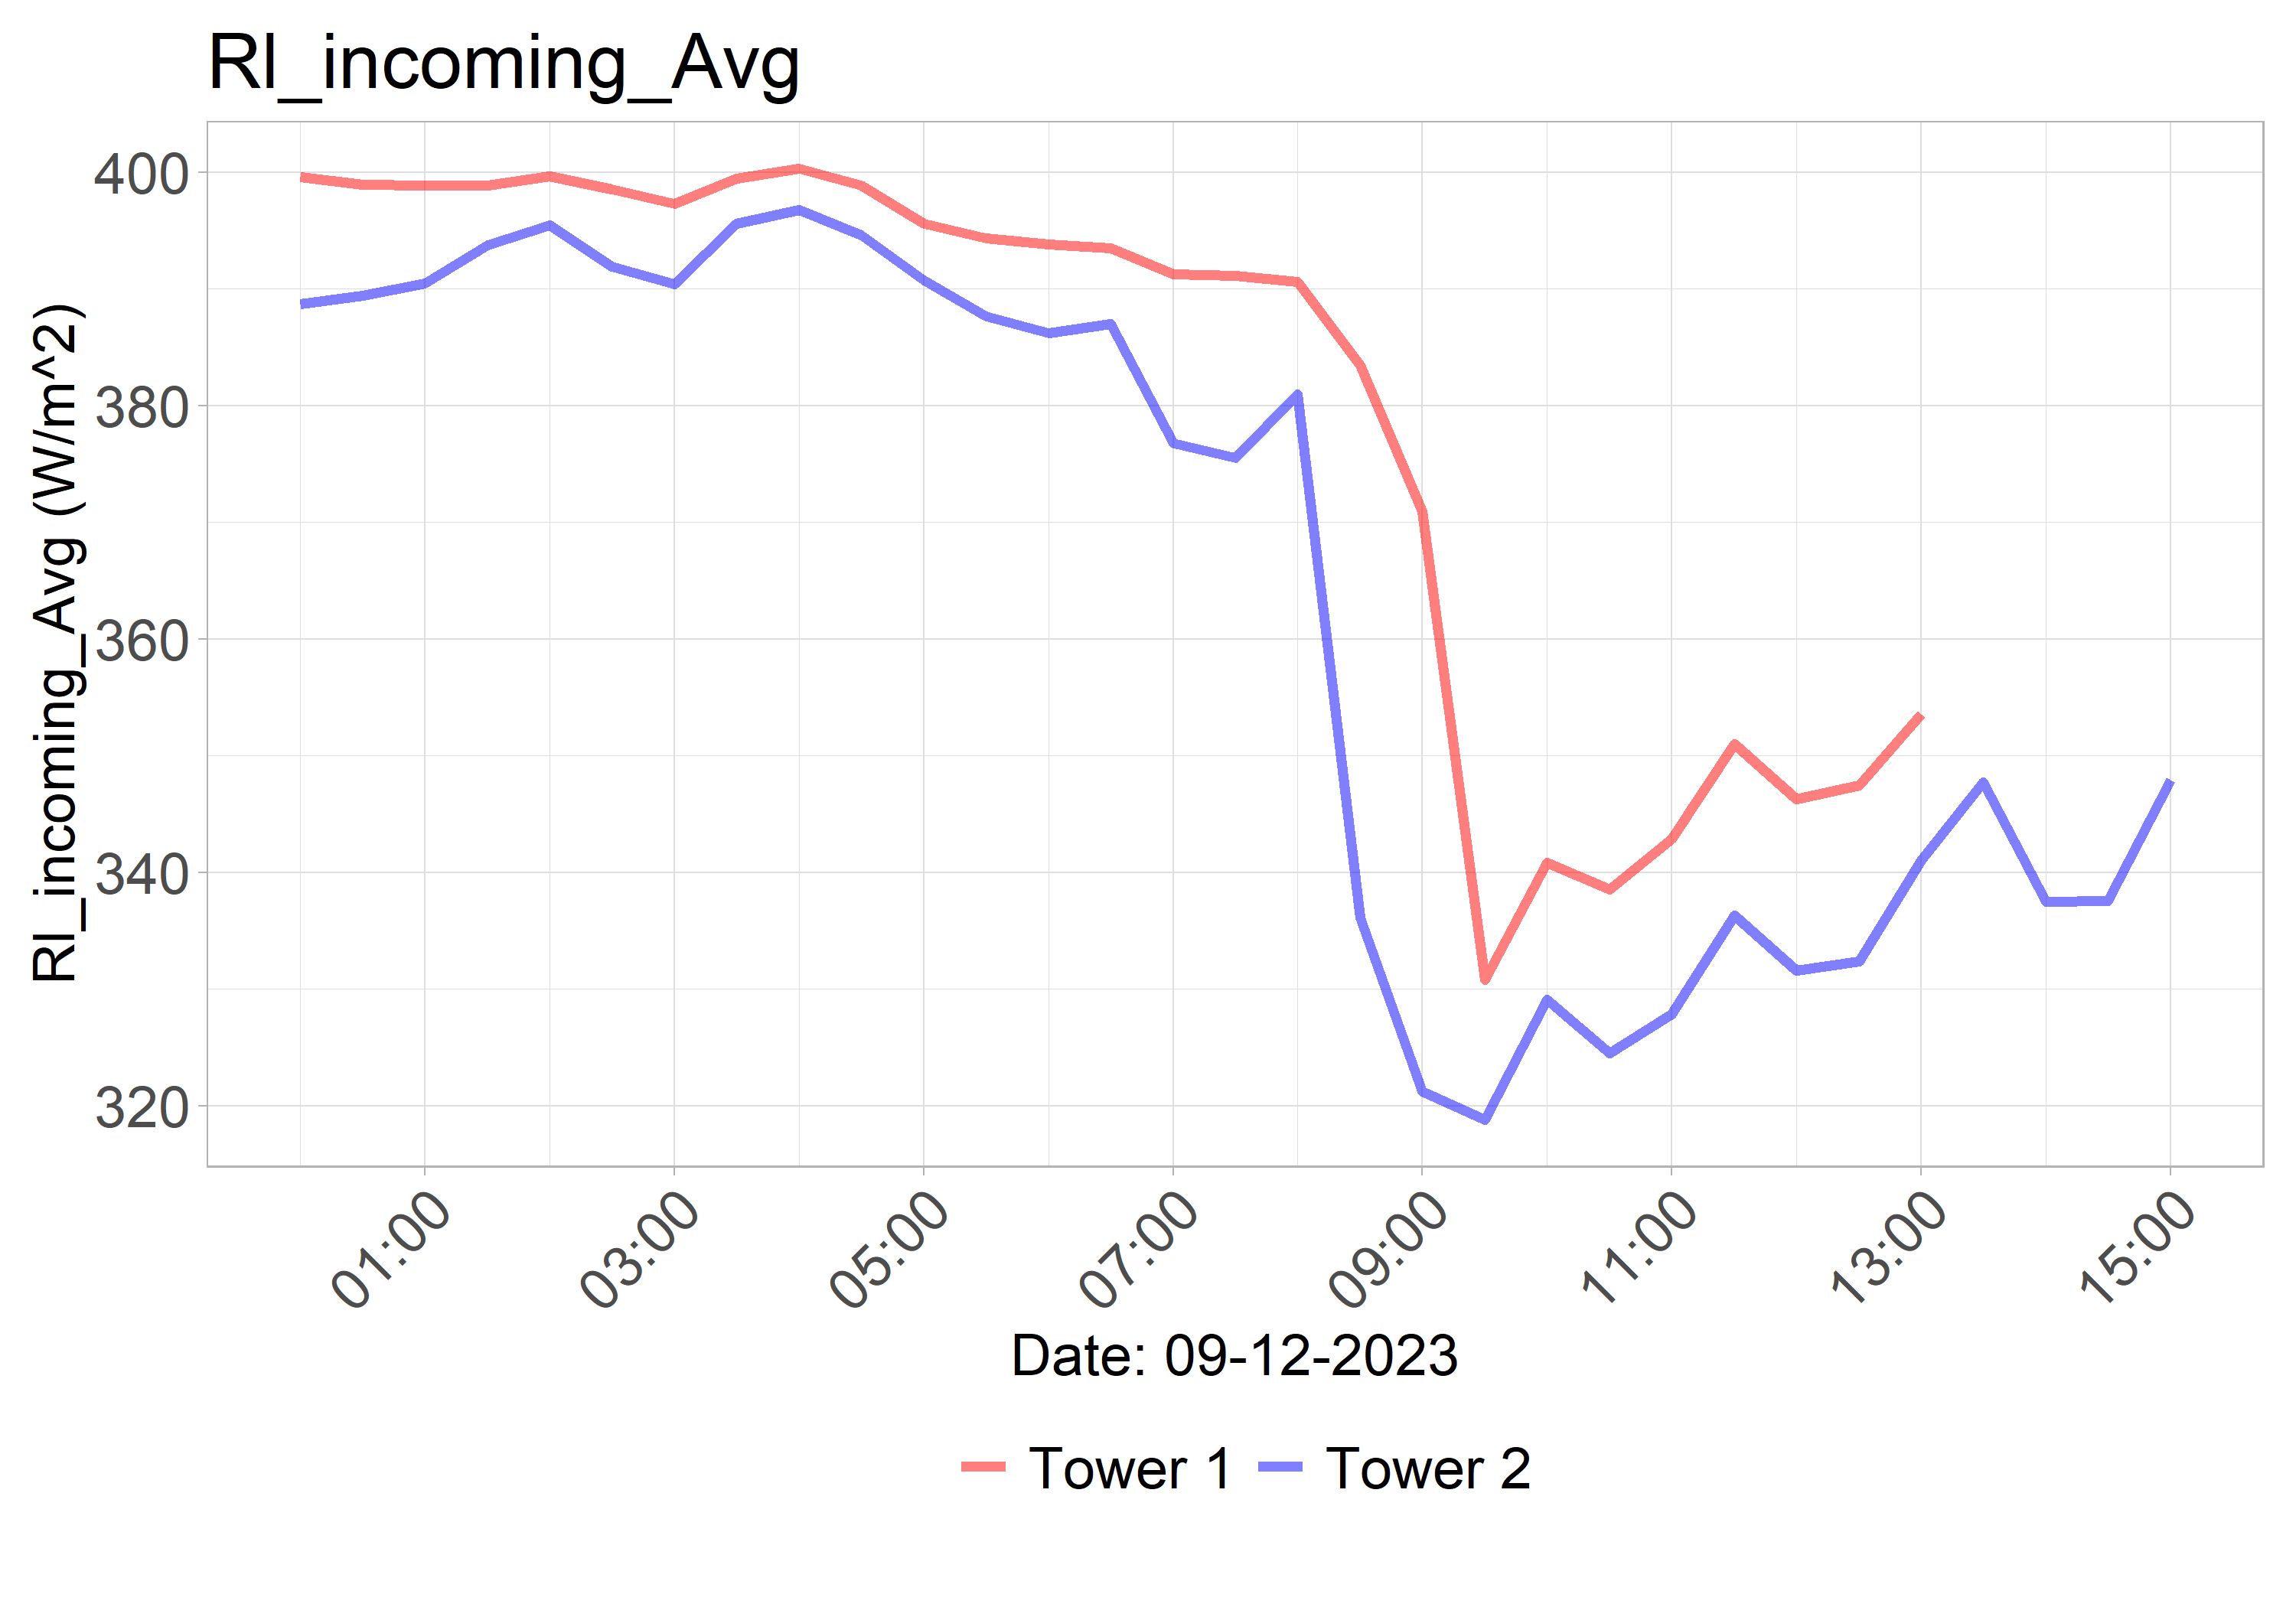 Rl_incoming_Avg
Rl_incoming_Avg (W/m^2)
400
380
360
340
320
01:00
03:00
05:00
07:00
09:00
11:00
13:00
15:00
Date: 09-12-2023
Tower 1
Tower 2